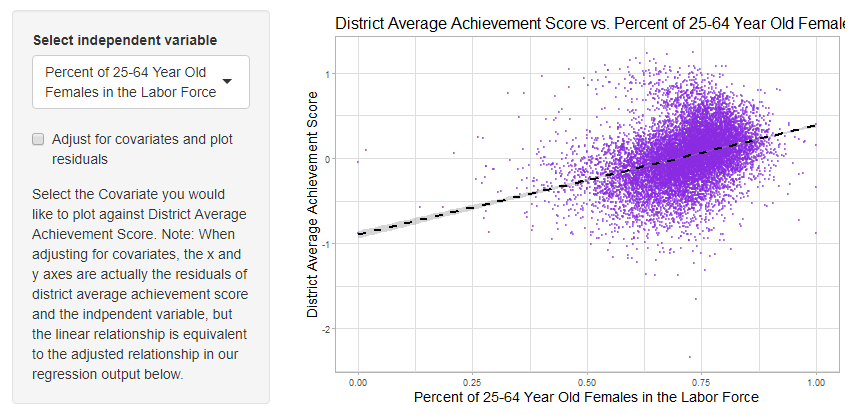 Select independent variable
Percent of 25-64 Year Old
Females in the Labor Force
Adjust for covariates and plot
residuals
Select the Covariate you would
like to plot against District Average
Achievement Score. Note: When
adjusting for covariates, the x and
y axes are actually the residuals of
district average achievement score
and the indpendent variable, but
the linear relationship is equivalent
to the adjusted relationship in our
regression output below.
District Average Achievement Score vs. Percent of 25-64 Year Old Female
District Average Achievement Score
1
0
-1
-2
0.00 0.25 0.50 0.75 1.00
Percent of 25-64 Year Old Females in the Labor Force